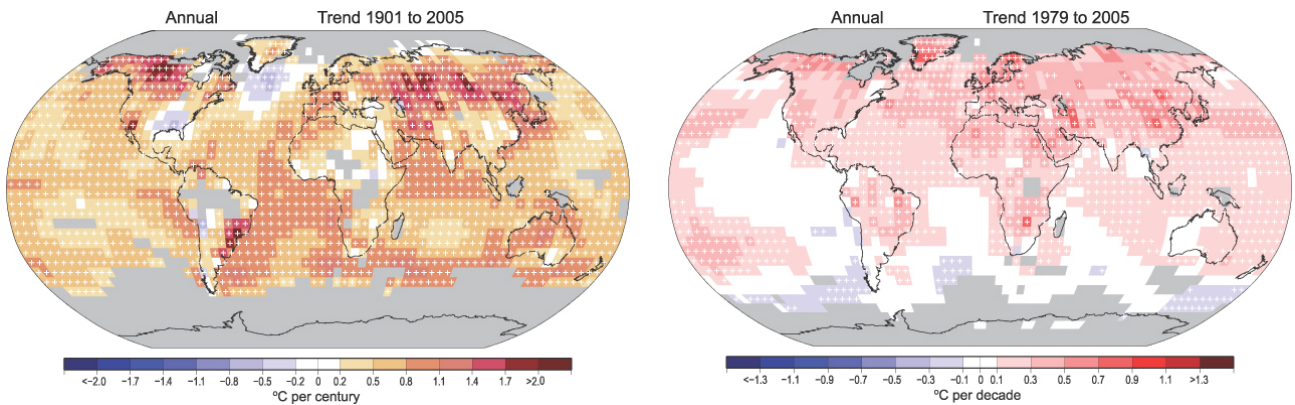 Annual Trend 1901 to 2005
<−2.0 −1.7 −1.4 −1.1 −0.8 −0.5 −0.2 0 0.2 0.5 0.8 1.1 1.4 1.7 >2.0
ºC per century
Annual Trend 1979 to 2005
<−1.3 −1.1 −0.9 −0.7 −0.5 −0.3 −0.1 0 0.1 0.3 0.5 0.7 0.9 1.1 >1.3
ºC per decade